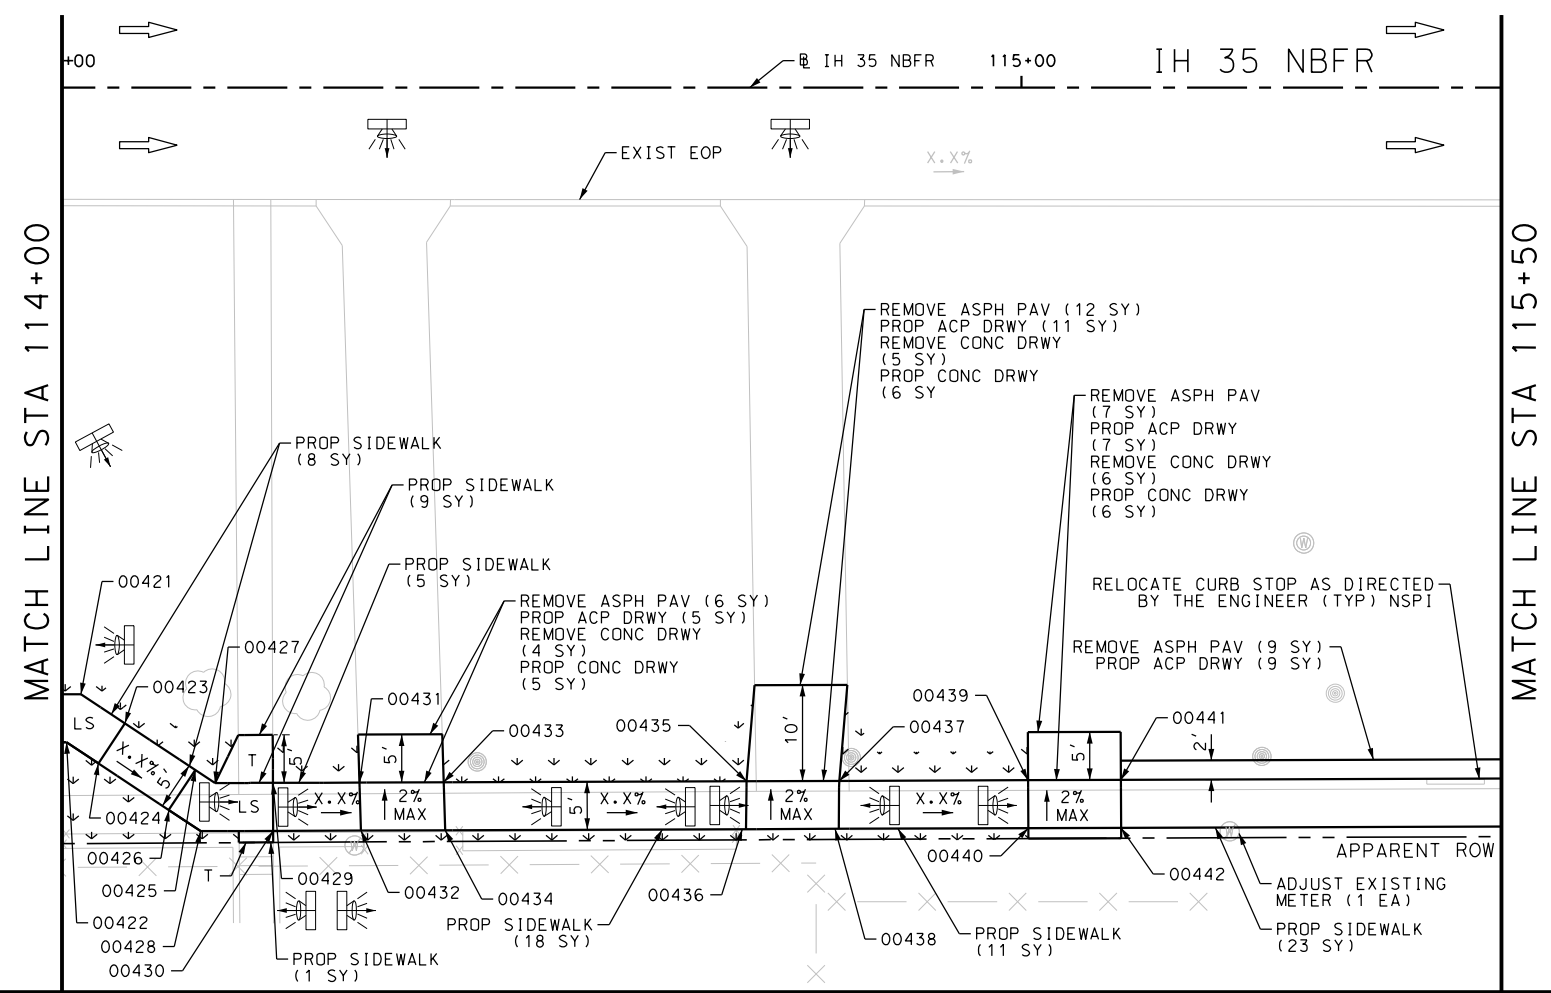 +00
℄ IH 35 NBFR
115+00
IH 35 NBFR
EXIST EOP
X.X%
MATCH LINE STA 114+00
MATCH LINE STA 115+50
REMOVE ASPH PAV (12 SY)
PROP ACP DRWY (11 SY)
REMOVE CONC DRWY
(5 SY)
PROP CONC DRWY
(6 SY
REMOVE ASPH PAV
(7 SY)
PROP ACP DRWY
(7 SY)
REMOVE CONC DRWY
(6 SY)
PROP CONC DRWY
(6 SY)
PROP SIDEWALK
(8 SY)
PROP SIDEWALK
(9 SY)
PROP SIDEWALK
(5 SY)
REMOVE ASPH PAV (6 SY)
PROP ACP DRWY (5 SY)
REMOVE CONC DRWY
(4 SY)
PROP CONC DRWY
(5 SY)
W
RELOCATE CURB STOP AS DIRECTED
BY THE ENGINEER (TYP) NSPI
REMOVE ASPH PAV (9 SY)
PROP ACP DRWY (9 SY)
00421
00427
00423
00431
00433
00435
00439
00437
00441
LS
X.X%
5'
T
5'
5'
10'
5'
2'
LS
X.X%
2%
MAX
5'
X.X%
2%
MAX
X.X%
2%
MAX
00424
00426
00425
00422
00428
00430
T
00429
W
00432
00434
00436
00438
00440
00442
W
APPARENT ROW
PROP SIDEWALK
(1 SY)
PROP SIDEWALK
(18 SY)
PROP SIDEWALK
(11 SY)
ADJUST EXISTING
METER (1 EA)
PROP SIDEWALK
(23 SY)